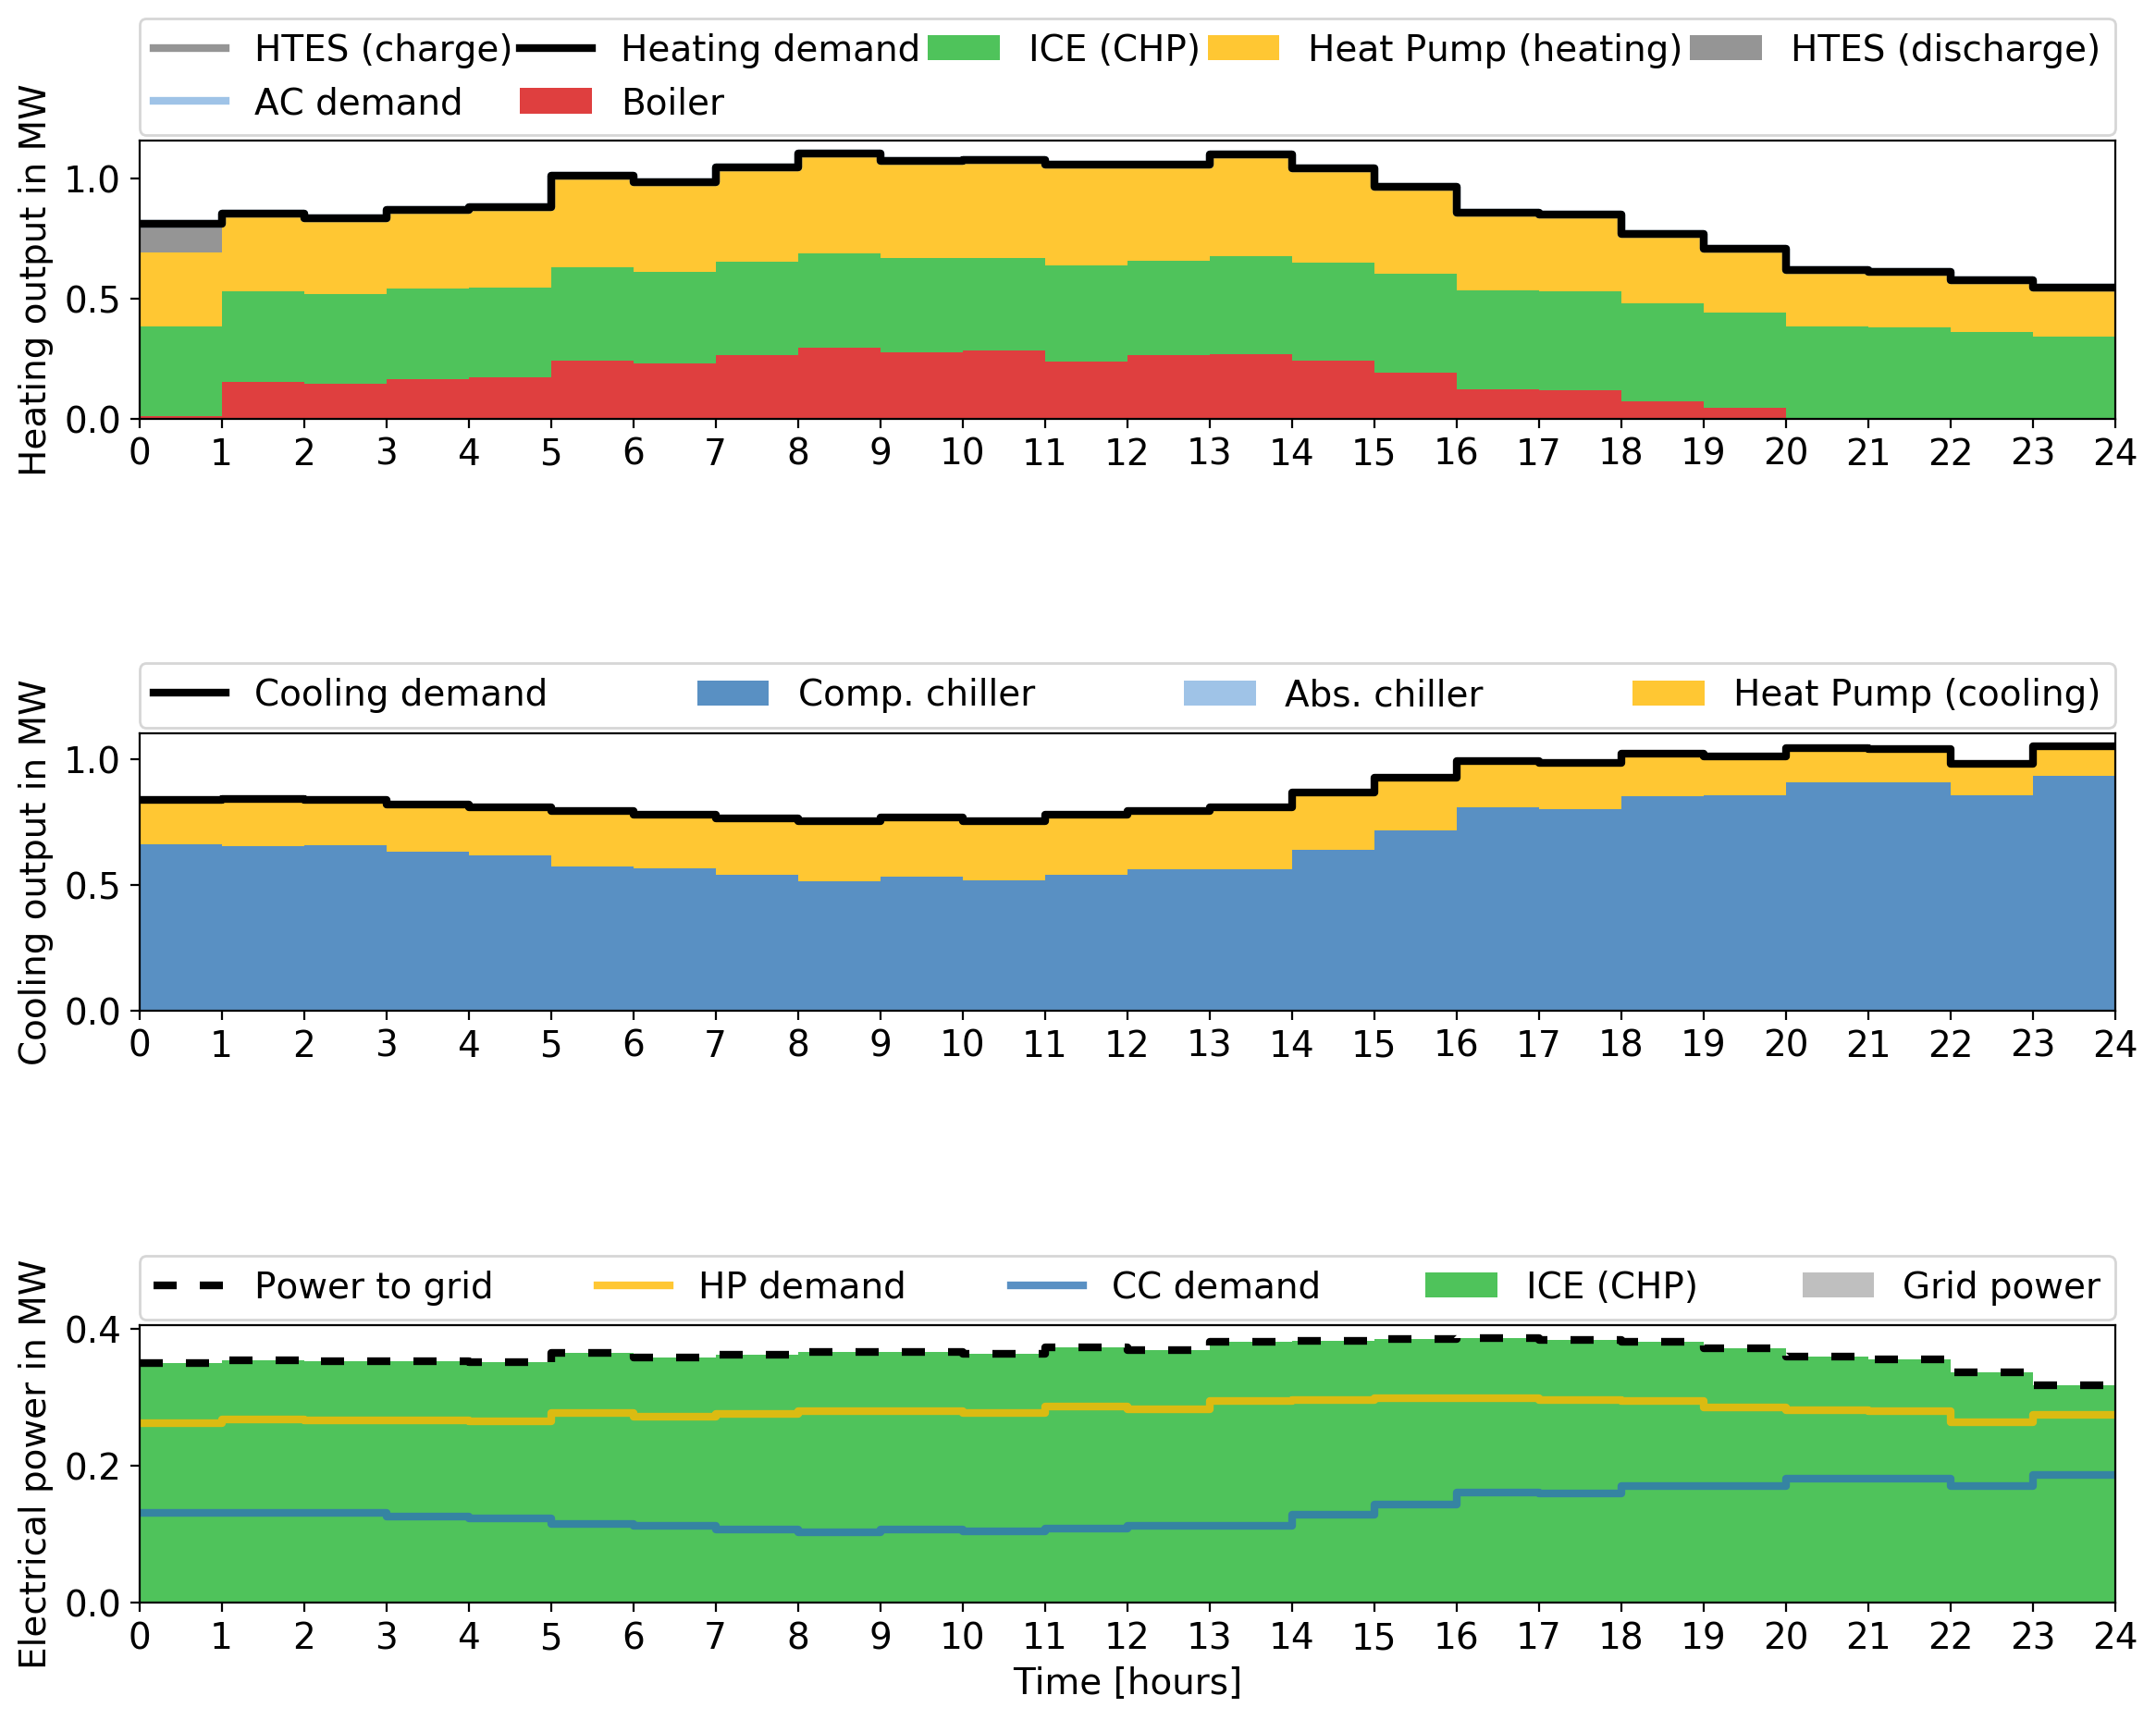 HTES (charge) Heating demand ICE (CHP) Heat Pump (heating) HTES (discharge)
AC demand Boiler
Heating output in MW
1.0
0.5
0.0
0 1 2 3 4 5 6 7 8 9 10 11 12 13 14 15 16 17 18 19 20 21 22 23 24
Cooling demand Comp. chiller Abs. chiller Heat Pump (cooling)
Cooling output in MW
1.0
0.5
0.0
0 1 2 3 4 5 6 7 8 9 10 11 12 13 14 15 16 17 18 19 20 21 22 23 24
Power to grid HP demand CC demand ICE (CHP) Grid power
Electrical power in MW
0.4
0.2
0.0
0 1 2 3 4 5 6 7 8 9 10 11 12 13 14 15 16 17 18 19 20 21 22 23 24
Time [hours]